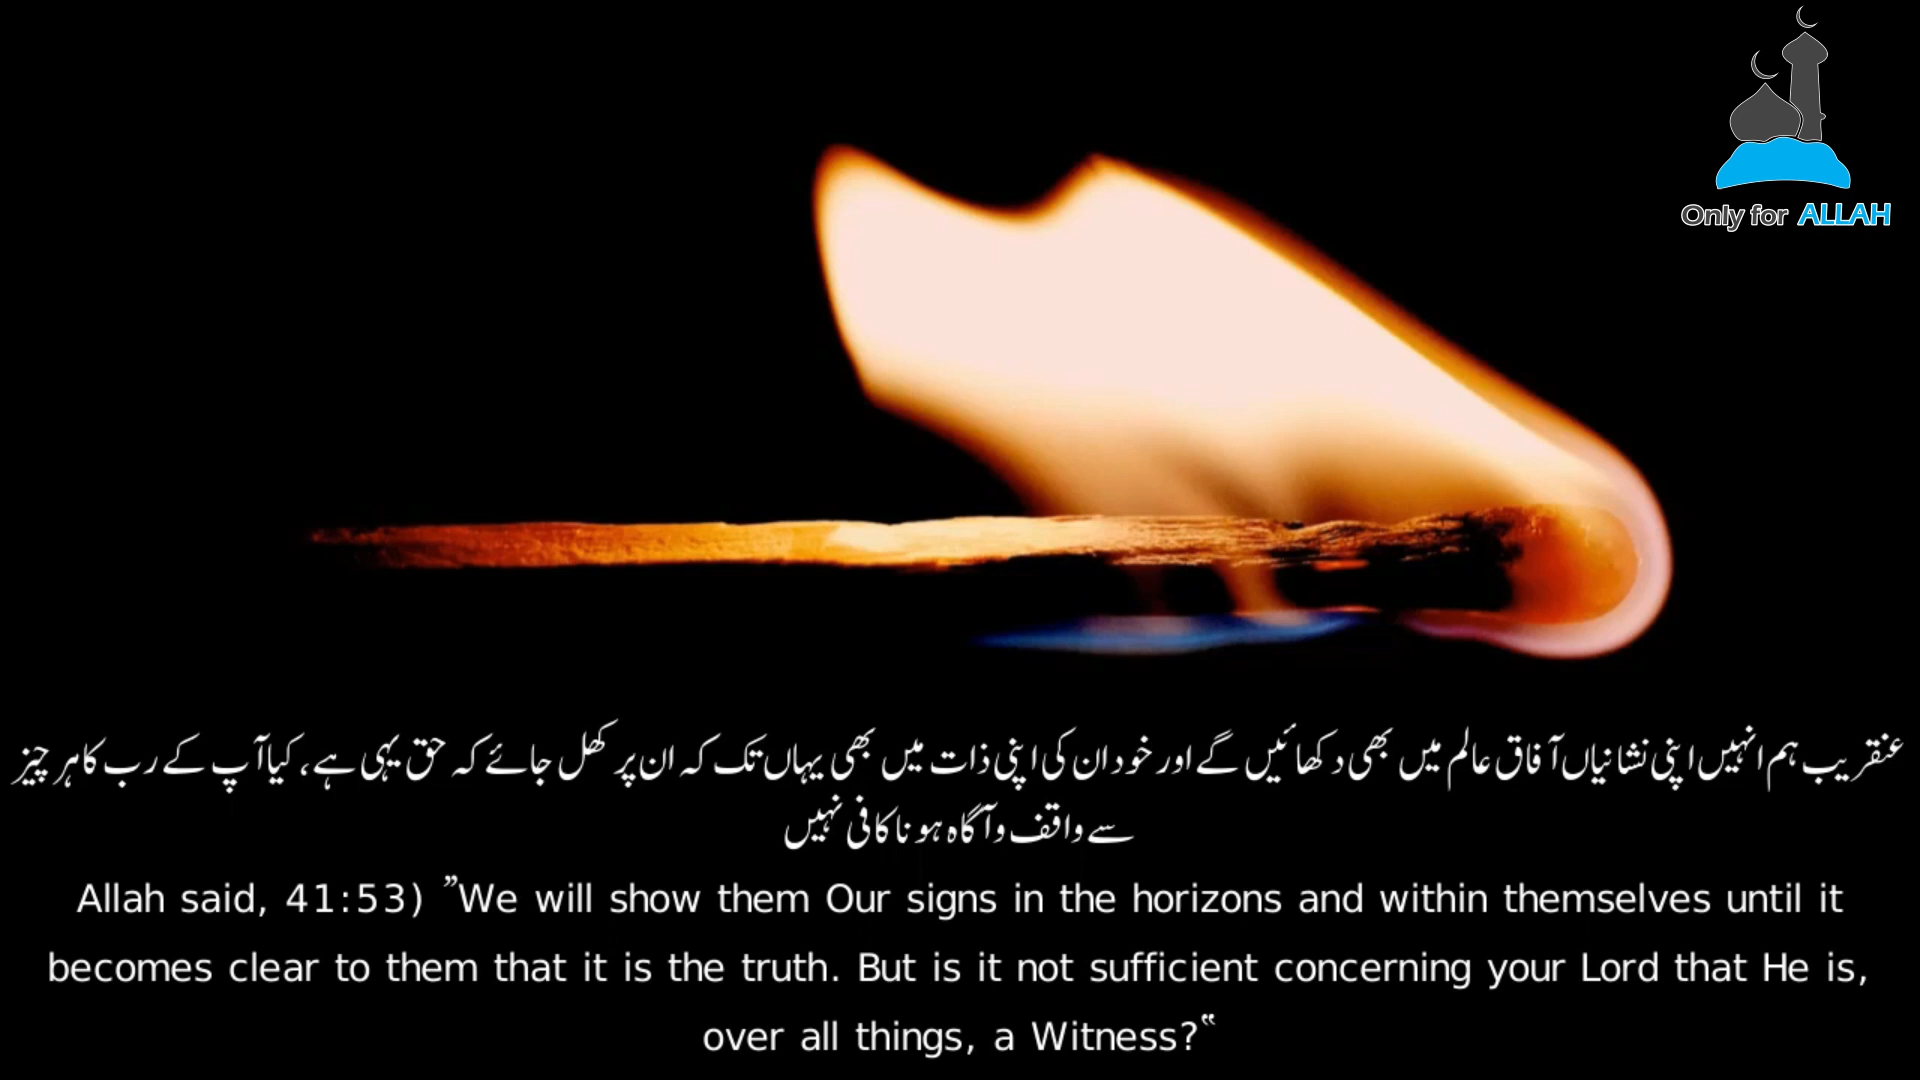 Only for ALLAH
عنقریب ہم انہیں اپنی نشانیاں آفاق عالم میں بھی دکھائیں گے اور خود ان کی اپنی ذات میں بھی یہاں تک کہ ان پر کھل جائے کہ حق یہی ہے، کیا آپ کے رب کا ہر چیز
سے واقف و آگاہ ہونا کافی نہیں
Allah said, 41:53) ”We will show them Our signs in the horizons and within themselves until it
becomes clear to them that it is the truth. But is it not sufficient concerning your Lord that He is,
over all things, a Witness?“